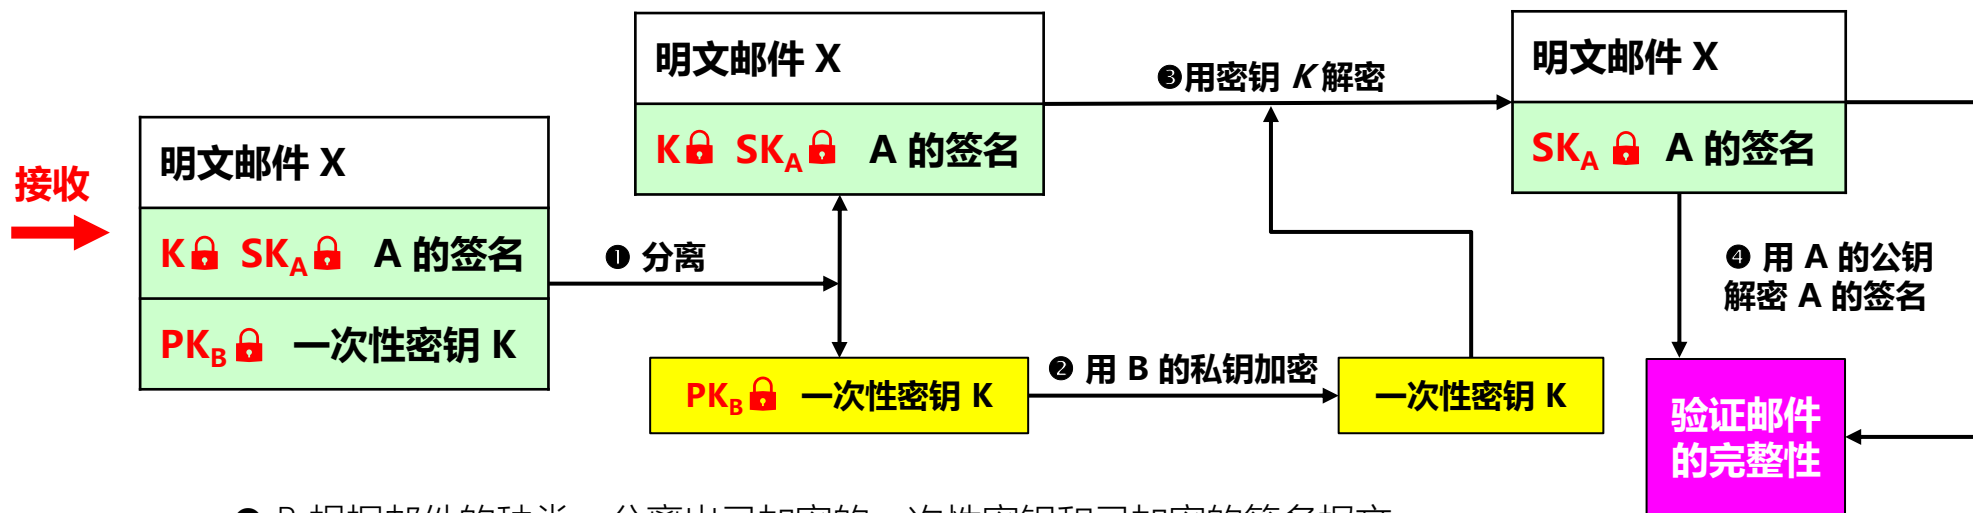 接收
明文邮件 X
K SKA A 的签名
PKB 一次性密钥 K
❶ 分离
明文邮件 X
K SKA A 的签名
PKB 一次性密钥 K
❷ 用 B 的私钥加密
一次性密钥 K
❸用密钥 K 解密
明文邮件 X
SKA A 的签名
❹ 用 A 的公钥
解密 A 的签名
验证邮件
的完整性